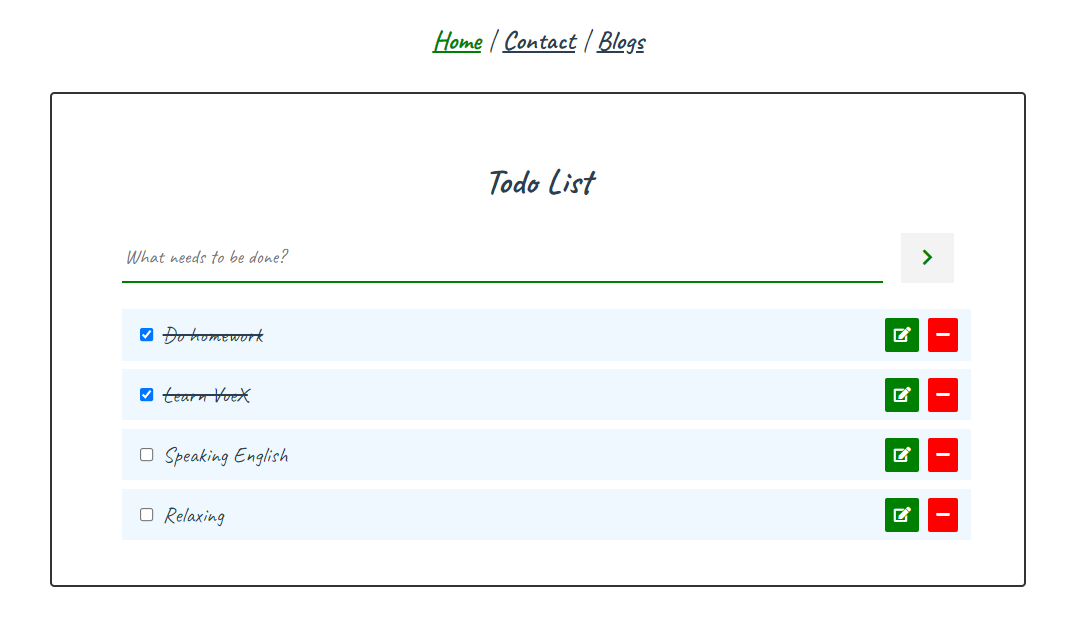 Home | Contact | Blogs
Todo List
What needs to be done?
Do homework
Learn VueX
Speaking English
Relaxing